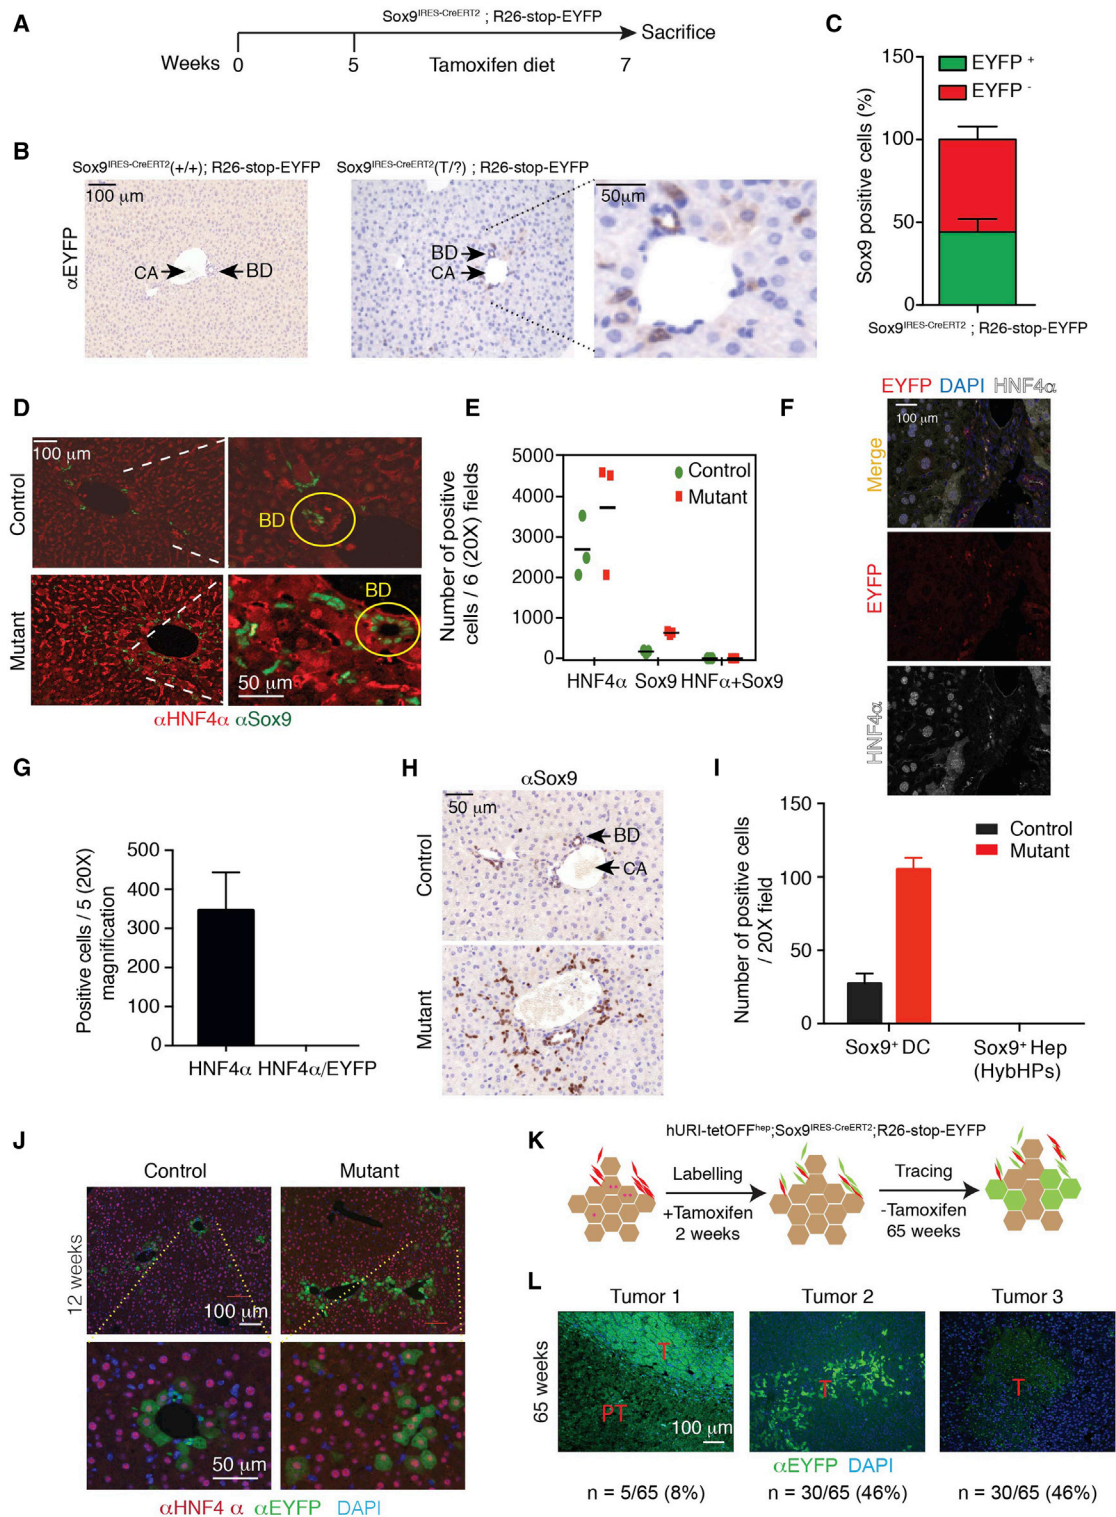 A
Sox9IRES-CreERT2 ; R26-stop-EYFP
Sacrifice
Weeks 0 5 Tamoxifen diet 7
B
Sox9IRES-CreERT2(+/+); R26-stop-EYFP
Sox9IRES-CreERT2(T/?) ; R26-stop-EYFP
αEYFP
100 μm
CA
BD
BD
CA
50μm
C
Sox9 positive cells (%)
150
100
50
0
EYFP +
EYFP -
Sox9IRES-CreERT2 ; R26-stop-EYFP
D
100 μm
Control
BD
Mutant
BD
50 μm
αHNF4α αSox9
E
Number of positive
cells / 6 (20X) fields
5000
4000
3000
2000
1000
0
Control
Mutant
HNF4α Sox9 HNFα+Sox9
F
EYFP DAPI HNF4α
100 μm
Merge
EYFP
HNF4α
G
Positive cells / 5 (20X)
magnification
500
400
300
200
100
0
HNF4α HNF4α/EYFP
H
αSox9
50 μm
Control
BD
CA
Mutant
I
Number of positive cells
/ 20X field
150
100
50
0
Control
Mutant
Sox9+ DC
Sox9+ Hep
(HybHPs)
J
Control Mutant
12 weeks
100 μm
50 μm
αHNF4 α αEYFP DAPI
K
hURI-tetOFFhep;Sox9IRES-CreERT2;R26-stop-EYFP
Labelling
+Tamoxifen
2 weeks
Tracing
-Tamoxifen
65 weeks
L
Tumor 1 Tumor 2 Tumor 3
65 weeks
T
PT
100 μm
T
T
αEYFP DAPI
n = 5/65 (8%) n = 30/65 (46%) n = 30/65 (46%)